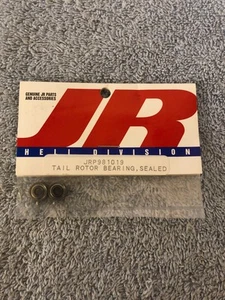 GENUINE JR PARTS
AND ACCESSORIES
JR
HELI DIVISION
JRP981019
TAIL ROTOR BEARING,SEALED